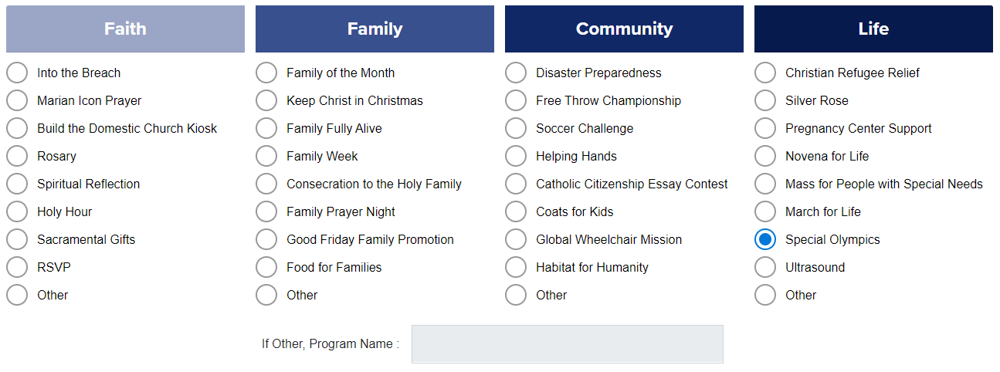 Faith
Into the Breach
Marian Icon Prayer
Build the Domestic Church Kiosk
Rosary
Spiritual Reflection
Holy Hour
Sacramental Gifts
RSVP
Other
Family
Family of the Month
Keep Christ in Christmas
Family Fully Alive
Family Week
Consecration to the Holy Family
Family Prayer Night
Good Friday Family Promotion
Food for Families
Other
Community
Disaster Preparedness
Free Throw Championship
Soccer Challenge
Helping Hands
Catholic Citizenship Essay Contest
Coats for Kids
Global Wheelchair Mission
Habitat for Humanity
Other
Life
Christian Refugee Relief
Silver Rose
Pregnancy Center Support
Novena for Life
Mass for People with Special Needs
March for Life
Special Olympics
Ultrasound
Other
If Other, Program Name :